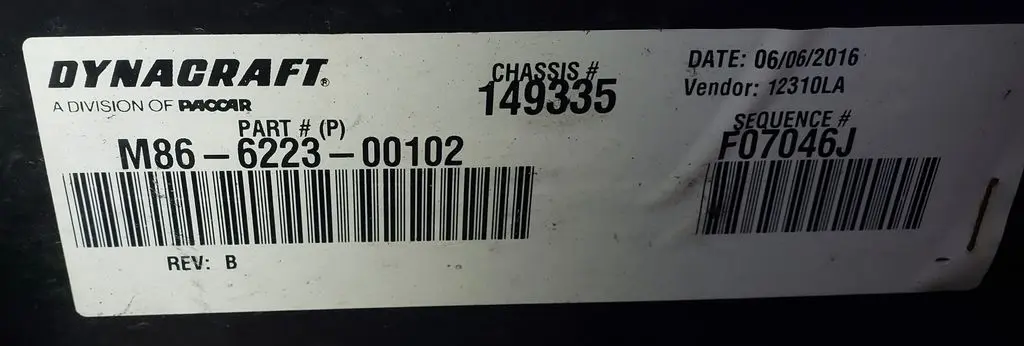 DYNACRAFT®
A DIVISION OF PACCAR
CHASSIS #
149335
DATE: 06/06/2016
Vendor: 12310LA
PART # (P)
M86-6223-00102
SEQUENCE #
F07046J
REV: B